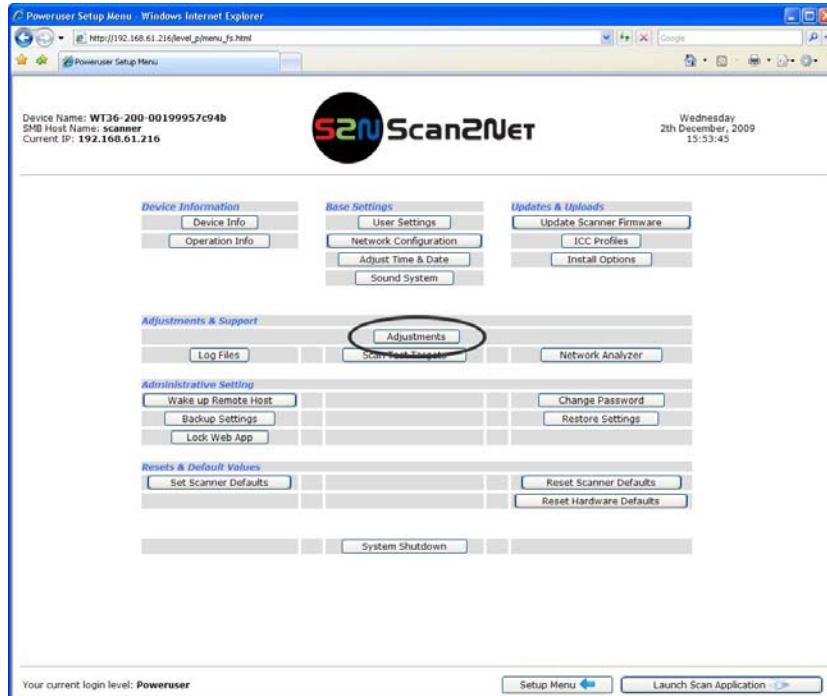 Poweruser Setup Menu - Windows Internet Explorer
http://192.168.61.216/level_p/menu_fs.html
Google
Poweruser Setup Menu
Device Name: WT36-200-00199957c94b
SMB Host Name: scanner
Current IP: 192.168.61.216
S2N Scan2Net
Wednesday
2th December, 2009
15:53:45
Device Information
Base Settings
Updates & Uploads
Device Info
User Settings
Update Scanner Firmware
Operation Info
Network Configuration
ICC Profiles
Adjust Time & Date
Install Options
Sound System
Adjustments & Support
Adjustments
Log Files
Scan Test Targets
Network Analyzer
Administrative Setting
Wake up Remote Host
Change Password
Backup Settings
Restore Settings
Lock Web App
Resets & Default Values
Set Scanner Defaults
Reset Scanner Defaults
Reset Hardware Defaults
System Shutdown
Your current login level: Poweruser
Setup Menu
Launch Scan Application